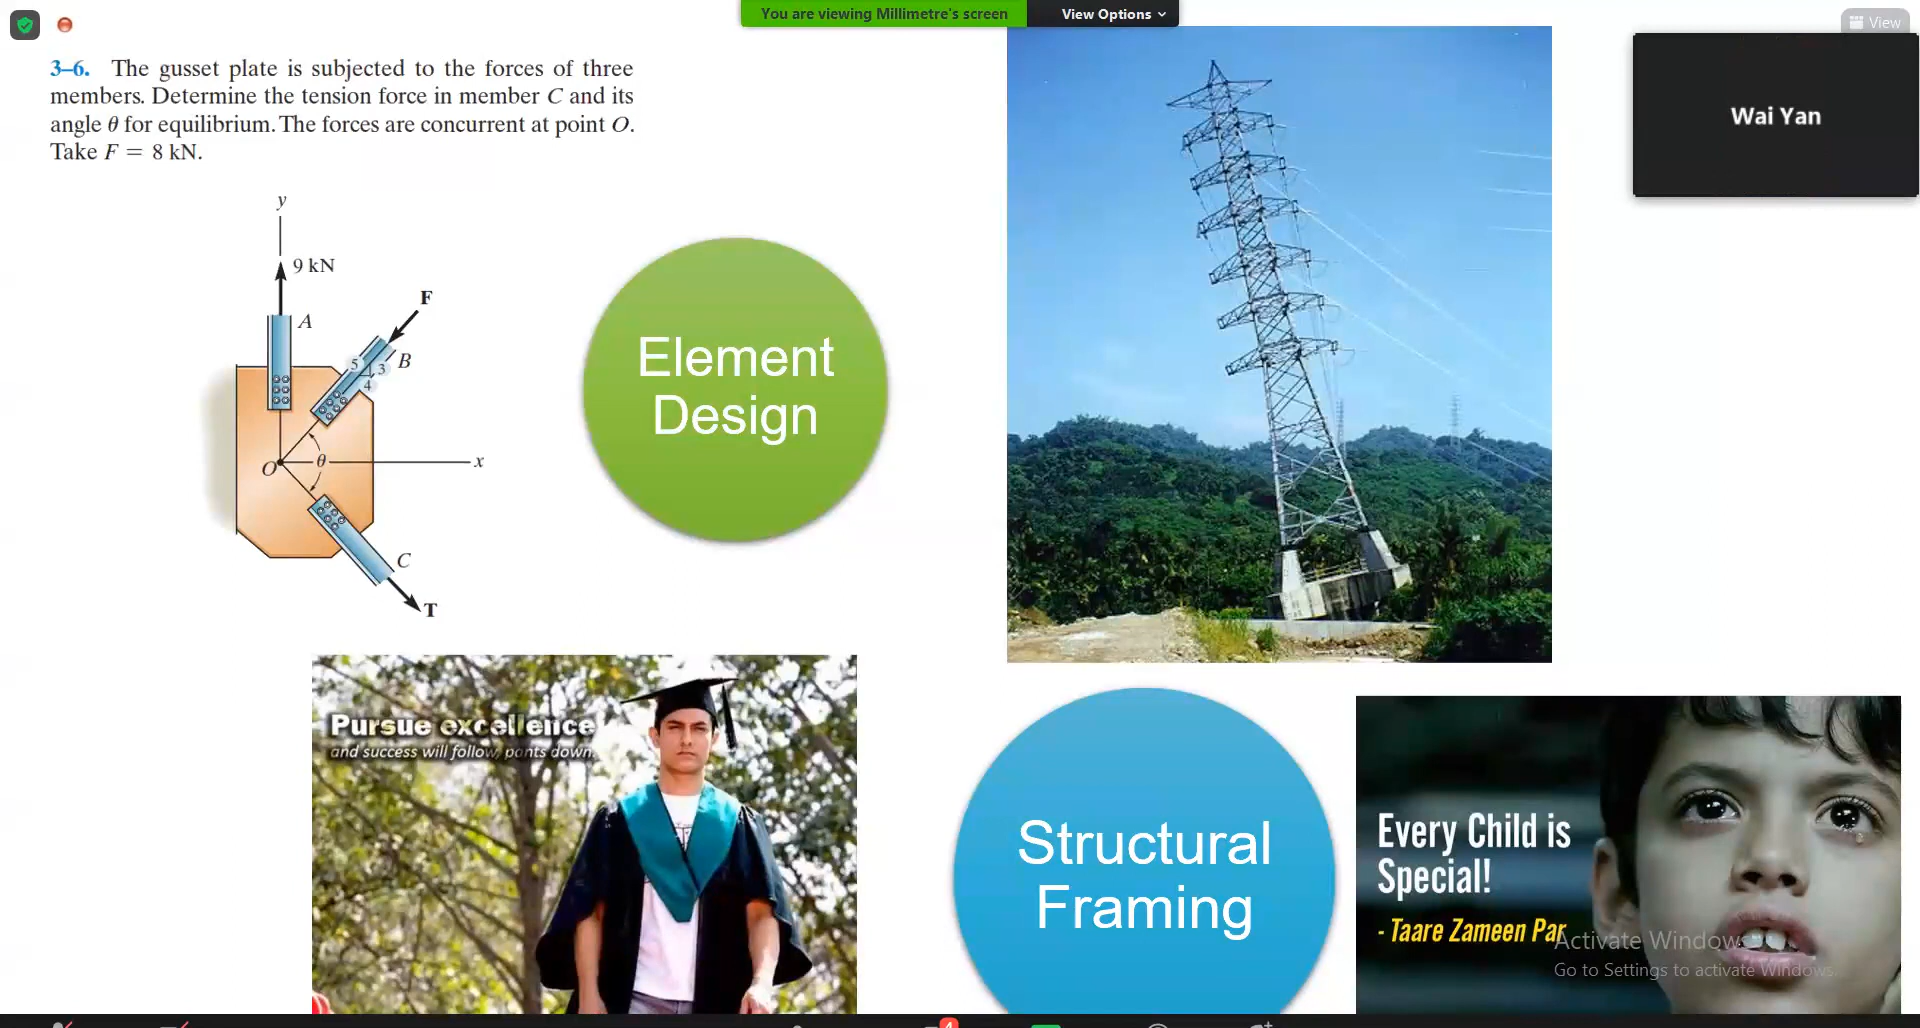 You are viewing Millimetre's screen
View Options
View
3–6. The gusset plate is subjected to the forces of three
members. Determine the tension force in member C and its
angle θ for equilibrium. The forces are concurrent at point O.
Take F = 8 kN.
Wai Yan
y
9 kN
F
A
B
5
3
4
O
θ
x
C
T
Element
Design
Pursue excellence
and success will follow, pants down.
Structural
Framing
Every Child is
Special!
- Taare Zameen Par
Activate Windows
Go to Settings to activate Windows.
4